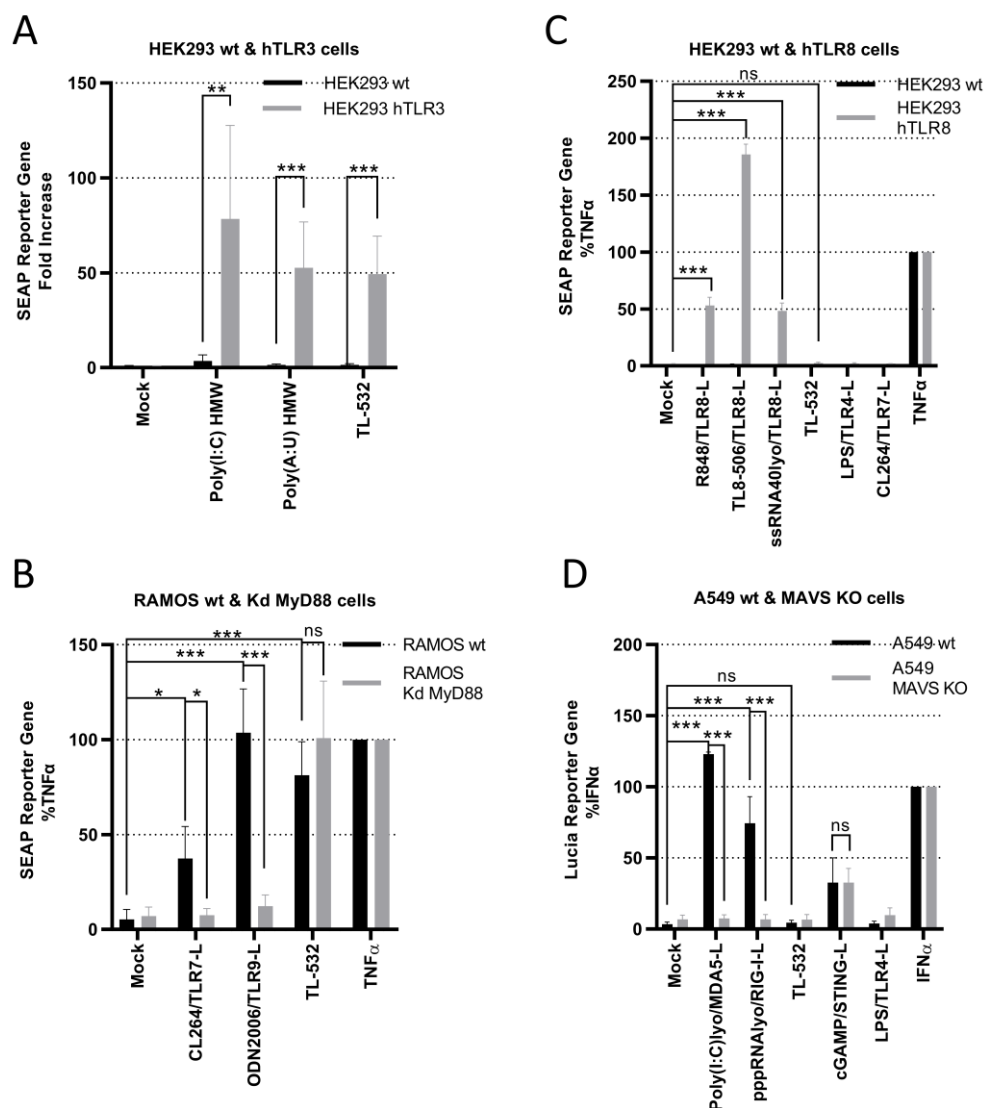 A
HEK293 wt & hTLR3 cells
HEK293 wt
HEK293 hTLR3
SEAP Reporter Gene
Fold Increase
150
100
50
0
**
***
***
Mock
Poly(I:C) HMW
Poly(A:U) HMW
TL-532
C
HEK293 wt & hTLR8 cells
HEK293 wt
HEK293
hTLR8
SEAP Reporter Gene
%TNFα
250
200
150
100
50
0
ns
***
***
***
Mock
R848/TLR8-L
TL8-506/TLR8-L
ssRNA40lyo/TLR8-L
TL-532
LPS/TLR4-L
CL264/TLR7-L
TNFα
B
RAMOS wt & Kd MyD88 cells
RAMOS wt
RAMOS
Kd MyD88
SEAP Reporter Gene
%TNFα
150
100
50
0
***
ns
***
***
*
*
Mock
CL264/TLR7-L
ODN2006/TLR9-L
TL-532
TNFα
D
A549 wt & MAVS KO cells
A549 wt
A549
MAVS KO
Lucia Reporter Gene
%IFNα
200
150
100
50
0
ns
***
***
***
***
ns
Mock
Poly(I:C)lyo/MDA5-L
pppRNAlyo/RIG-I-L
TL-532
cGAMP/STING-L
LPS/TLR4-L
IFNα